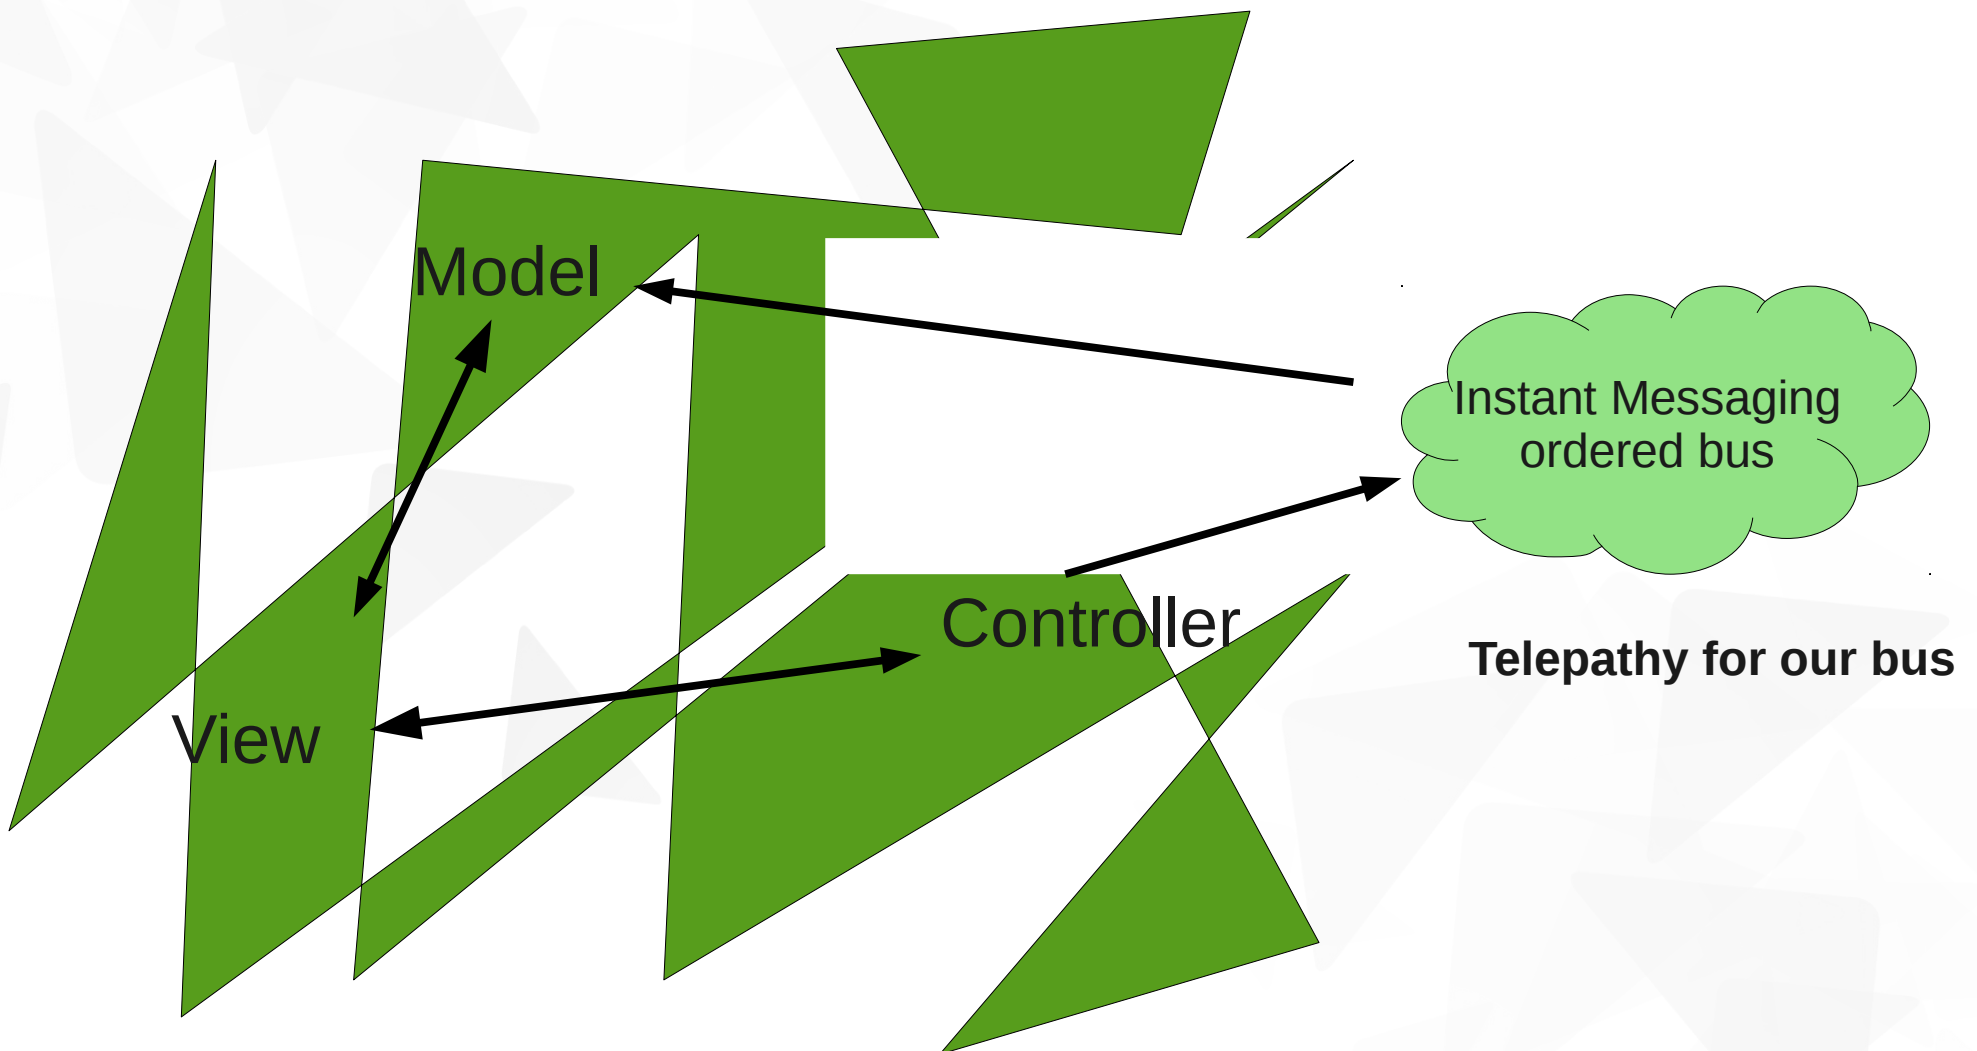 Model
Instant Messaging
ordered bus
Controller
Telepathy for our bus
View